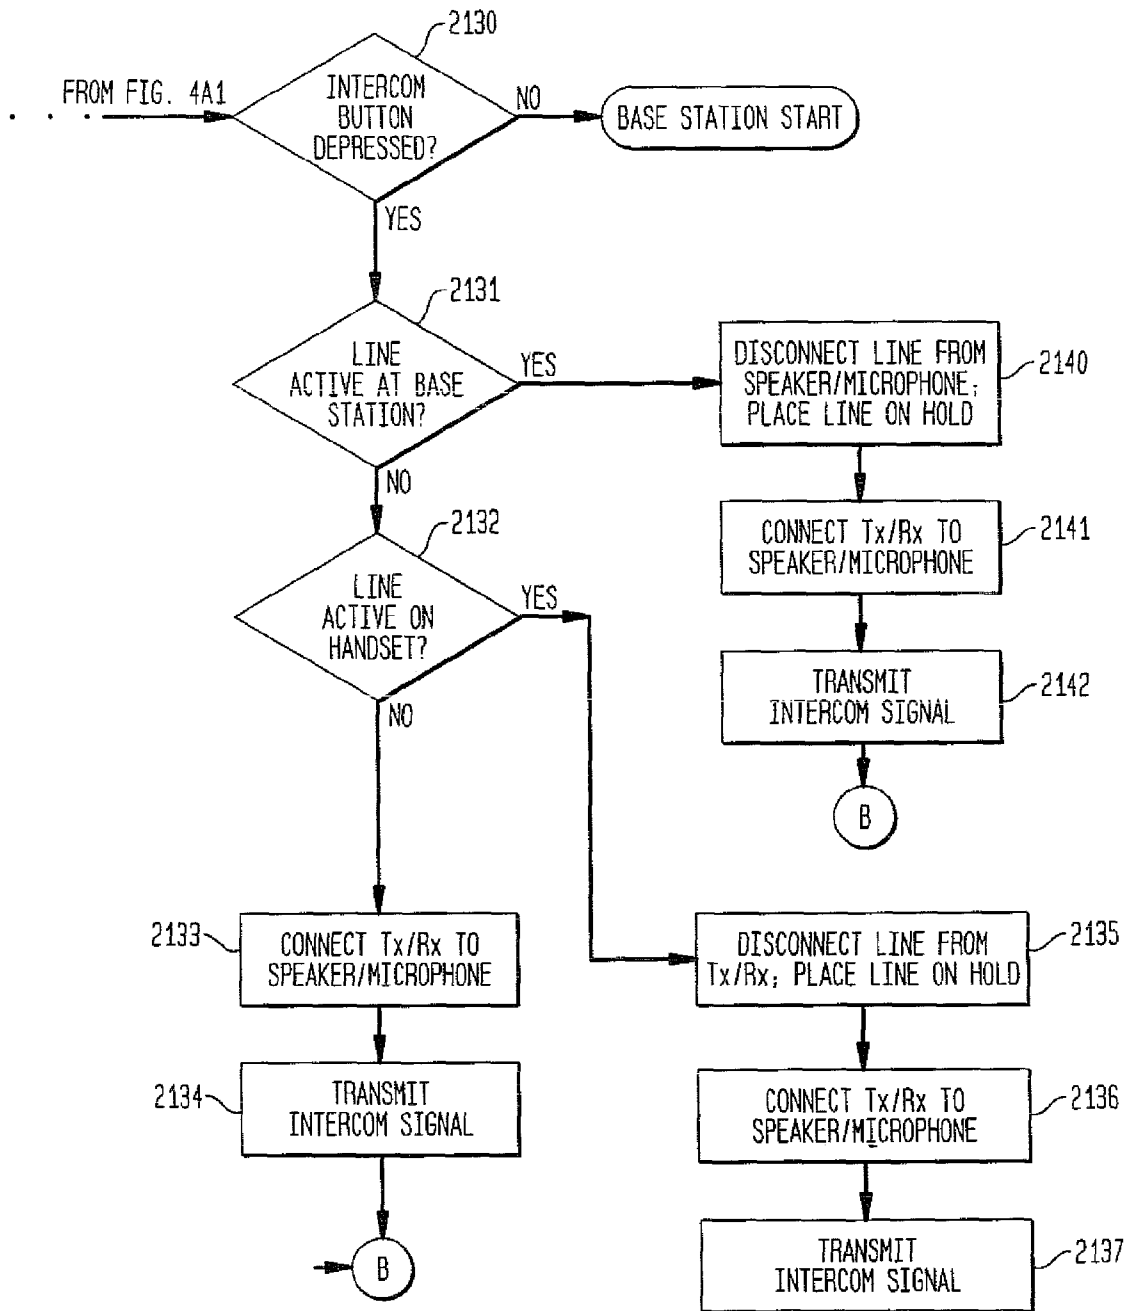 2130
FROM FIG. 4A1
INTERCOM
BUTTON
DEPRESSED?
NO
BASE STATION START
YES
2131
LINE
ACTIVE AT BASE
STATION?
YES
DISCONNECT LINE FROM
SPEAKER/MICROPHONE;
PLACE LINE ON HOLD
2140
NO
2132
LINE
ACTIVE ON
HANDSET?
YES
CONNECT Tx/Rx TO
SPEAKER/MICROPHONE
2141
TRANSMIT
INTERCOM SIGNAL
2142
NO
B
2133
CONNECT Tx/Rx TO
SPEAKER/MICROPHONE
DISCONNECT LINE FROM
Tx/Rx; PLACE LINE ON HOLD
2135
2134
TRANSMIT
INTERCOM SIGNAL
CONNECT Tx/Rx TO
SPEAKER/MICROPHONE
2136
B
TRANSMIT
INTERCOM SIGNAL
2137